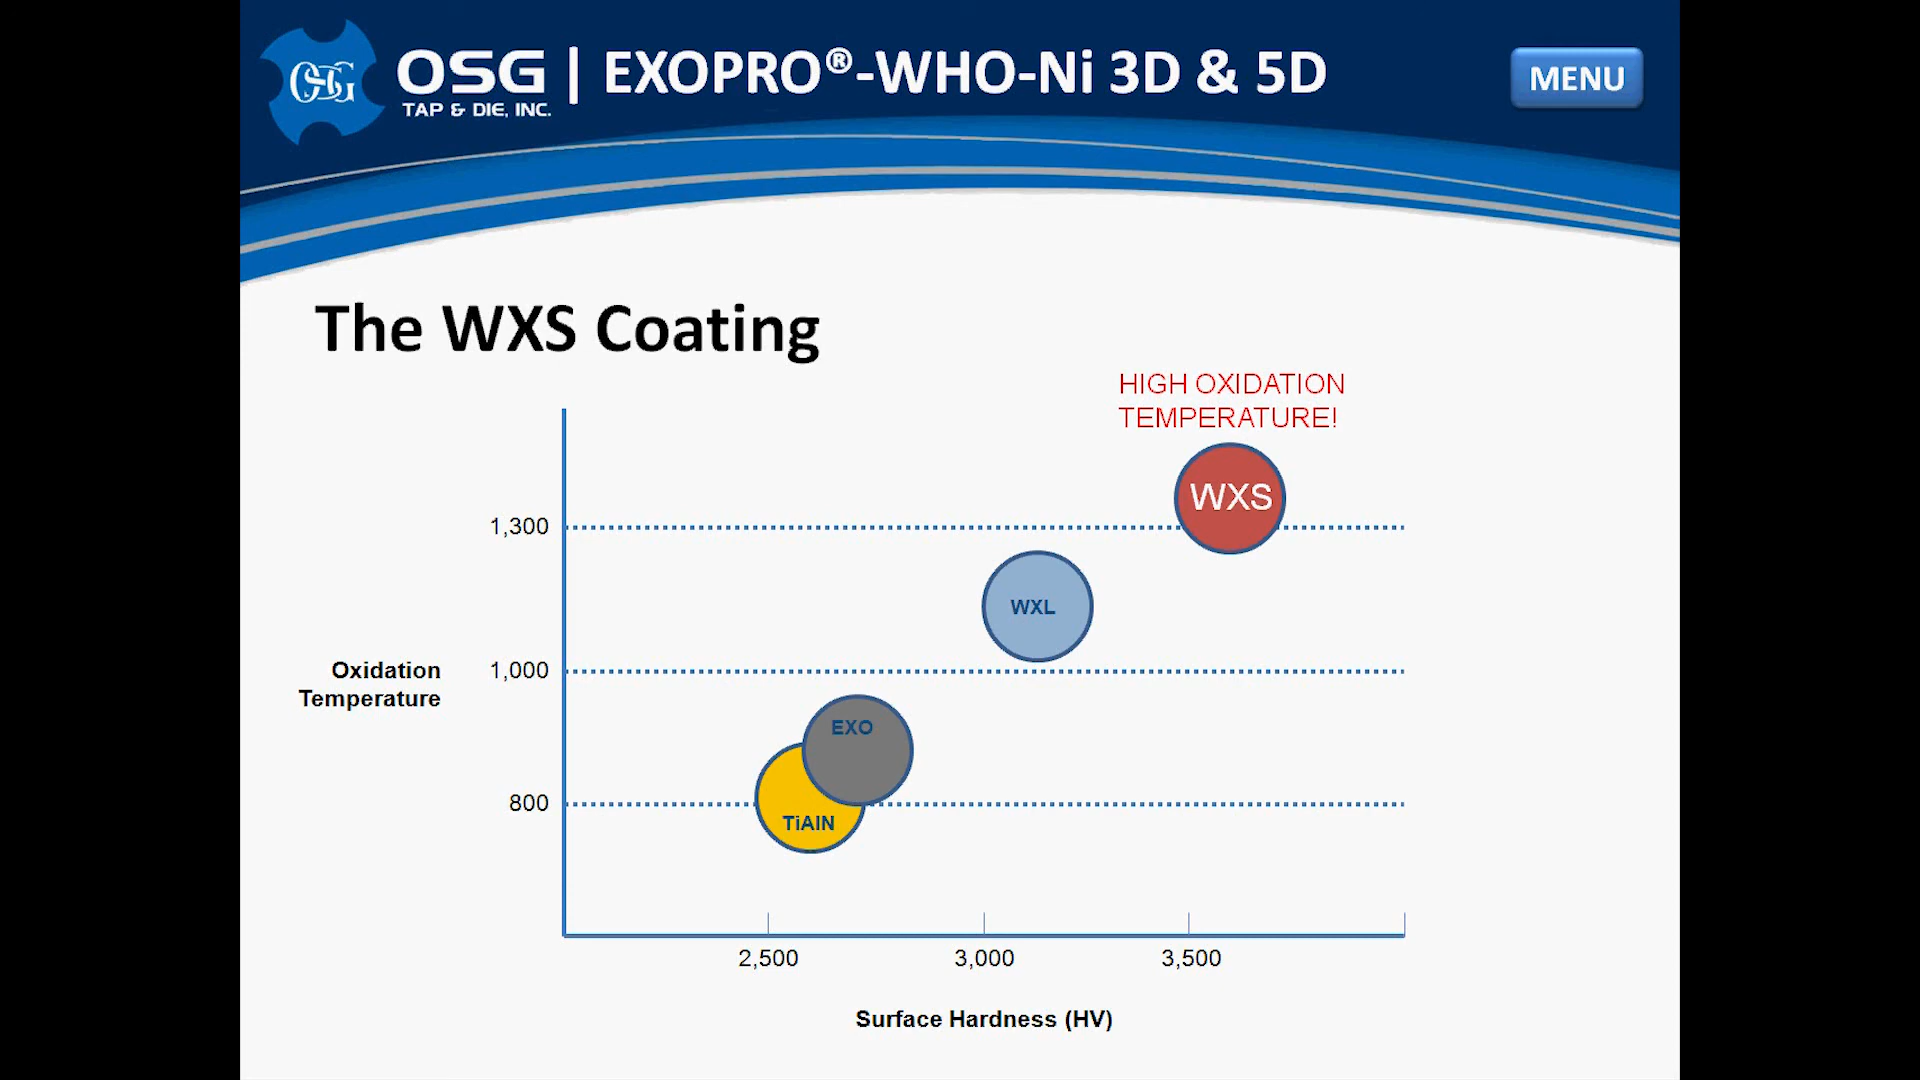 OSG | EXOPRO®-WHO-Ni 3D & 5D
TAP & DIE, INC.
OSG
MENU
The WXS Coating
HIGH OXIDATION
TEMPERATURE!
WXS
1,300
WXL
Oxidation
Temperature
1,000
EXO
800
TiAlN
2,500
3,000
3,500
Surface Hardness (HV)